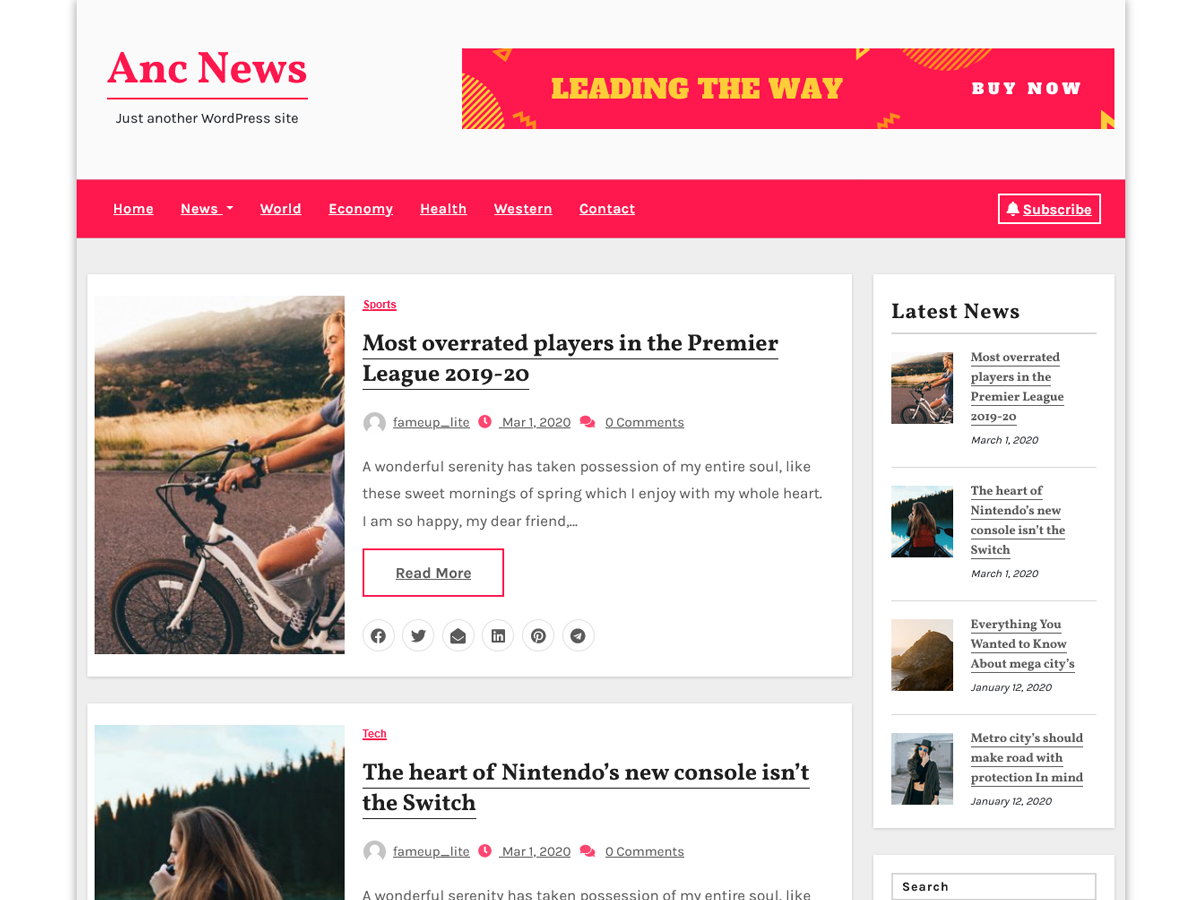 Anc News
Just another WordPress site
LEADING THE WAY
BUY NOW
Home
News
World
Economy
Health
Western
Contact
Subscribe
Sports
Most overrated players in the Premier
League 2019-20
fameup_lite
Mar 1, 2020
0 Comments
A wonderful serenity has taken possession of my entire soul, like
these sweet mornings of spring which I enjoy with my whole heart.
I am so happy, my dear friend,...
Read More
Tech
The heart of Nintendo’s new console isn’t
the Switch
fameup_lite
Mar 1, 2020
0 Comments
A wonderful serenity has taken possession of my entire soul, like
Latest News
Most overrated
players in the
Premier League
2019-20
March 1, 2020
The heart of
Nintendo’s new
console isn’t the
Switch
March 1, 2020
Everything You
Wanted to Know
About mega city’s
January 12, 2020
Metro city’s should
make road with
protection In mind
January 12, 2020
Search